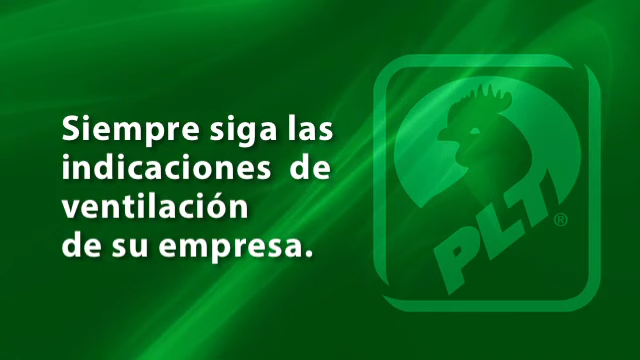 Siempre siga las
indicaciones de
ventilación
de su empresa.
PLT®